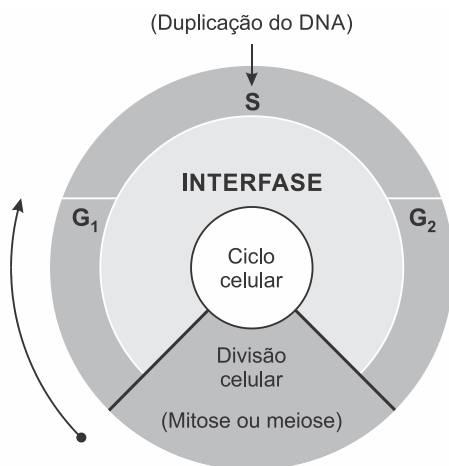 (Duplicação do DNA)
S
INTERFASE
G₁
G₂
Ciclo
celular
Divisão
celular
(Mitose ou meiose)